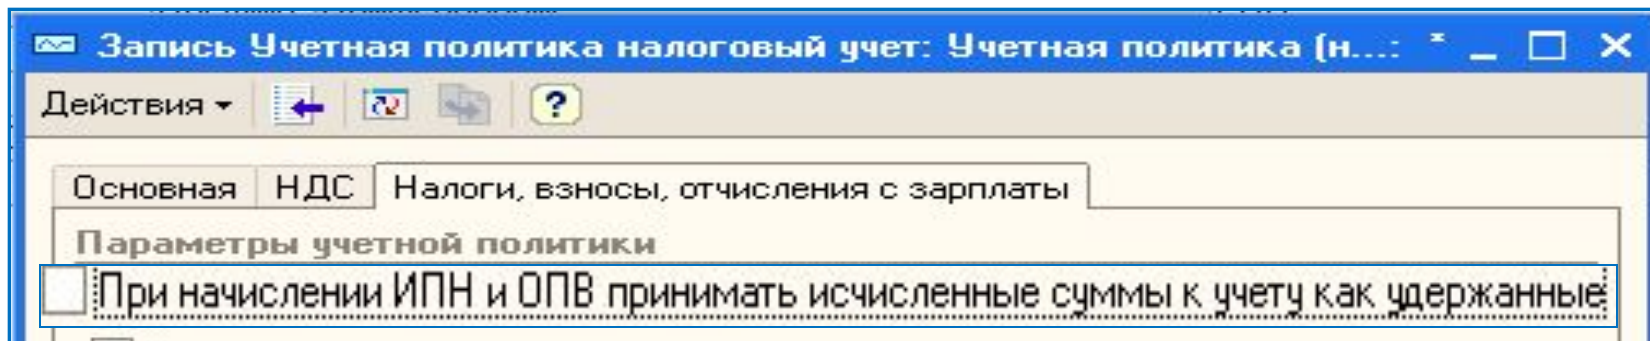 Запись Учетная политика налоговый учет: Учетная политика (н...: *
Действия
Основная НДС Налоги, взносы, отчисления с зарплаты
Параметры учетной политики
При начислении ИПН и ОПВ принимать исчисленные суммы к учету как удержанные